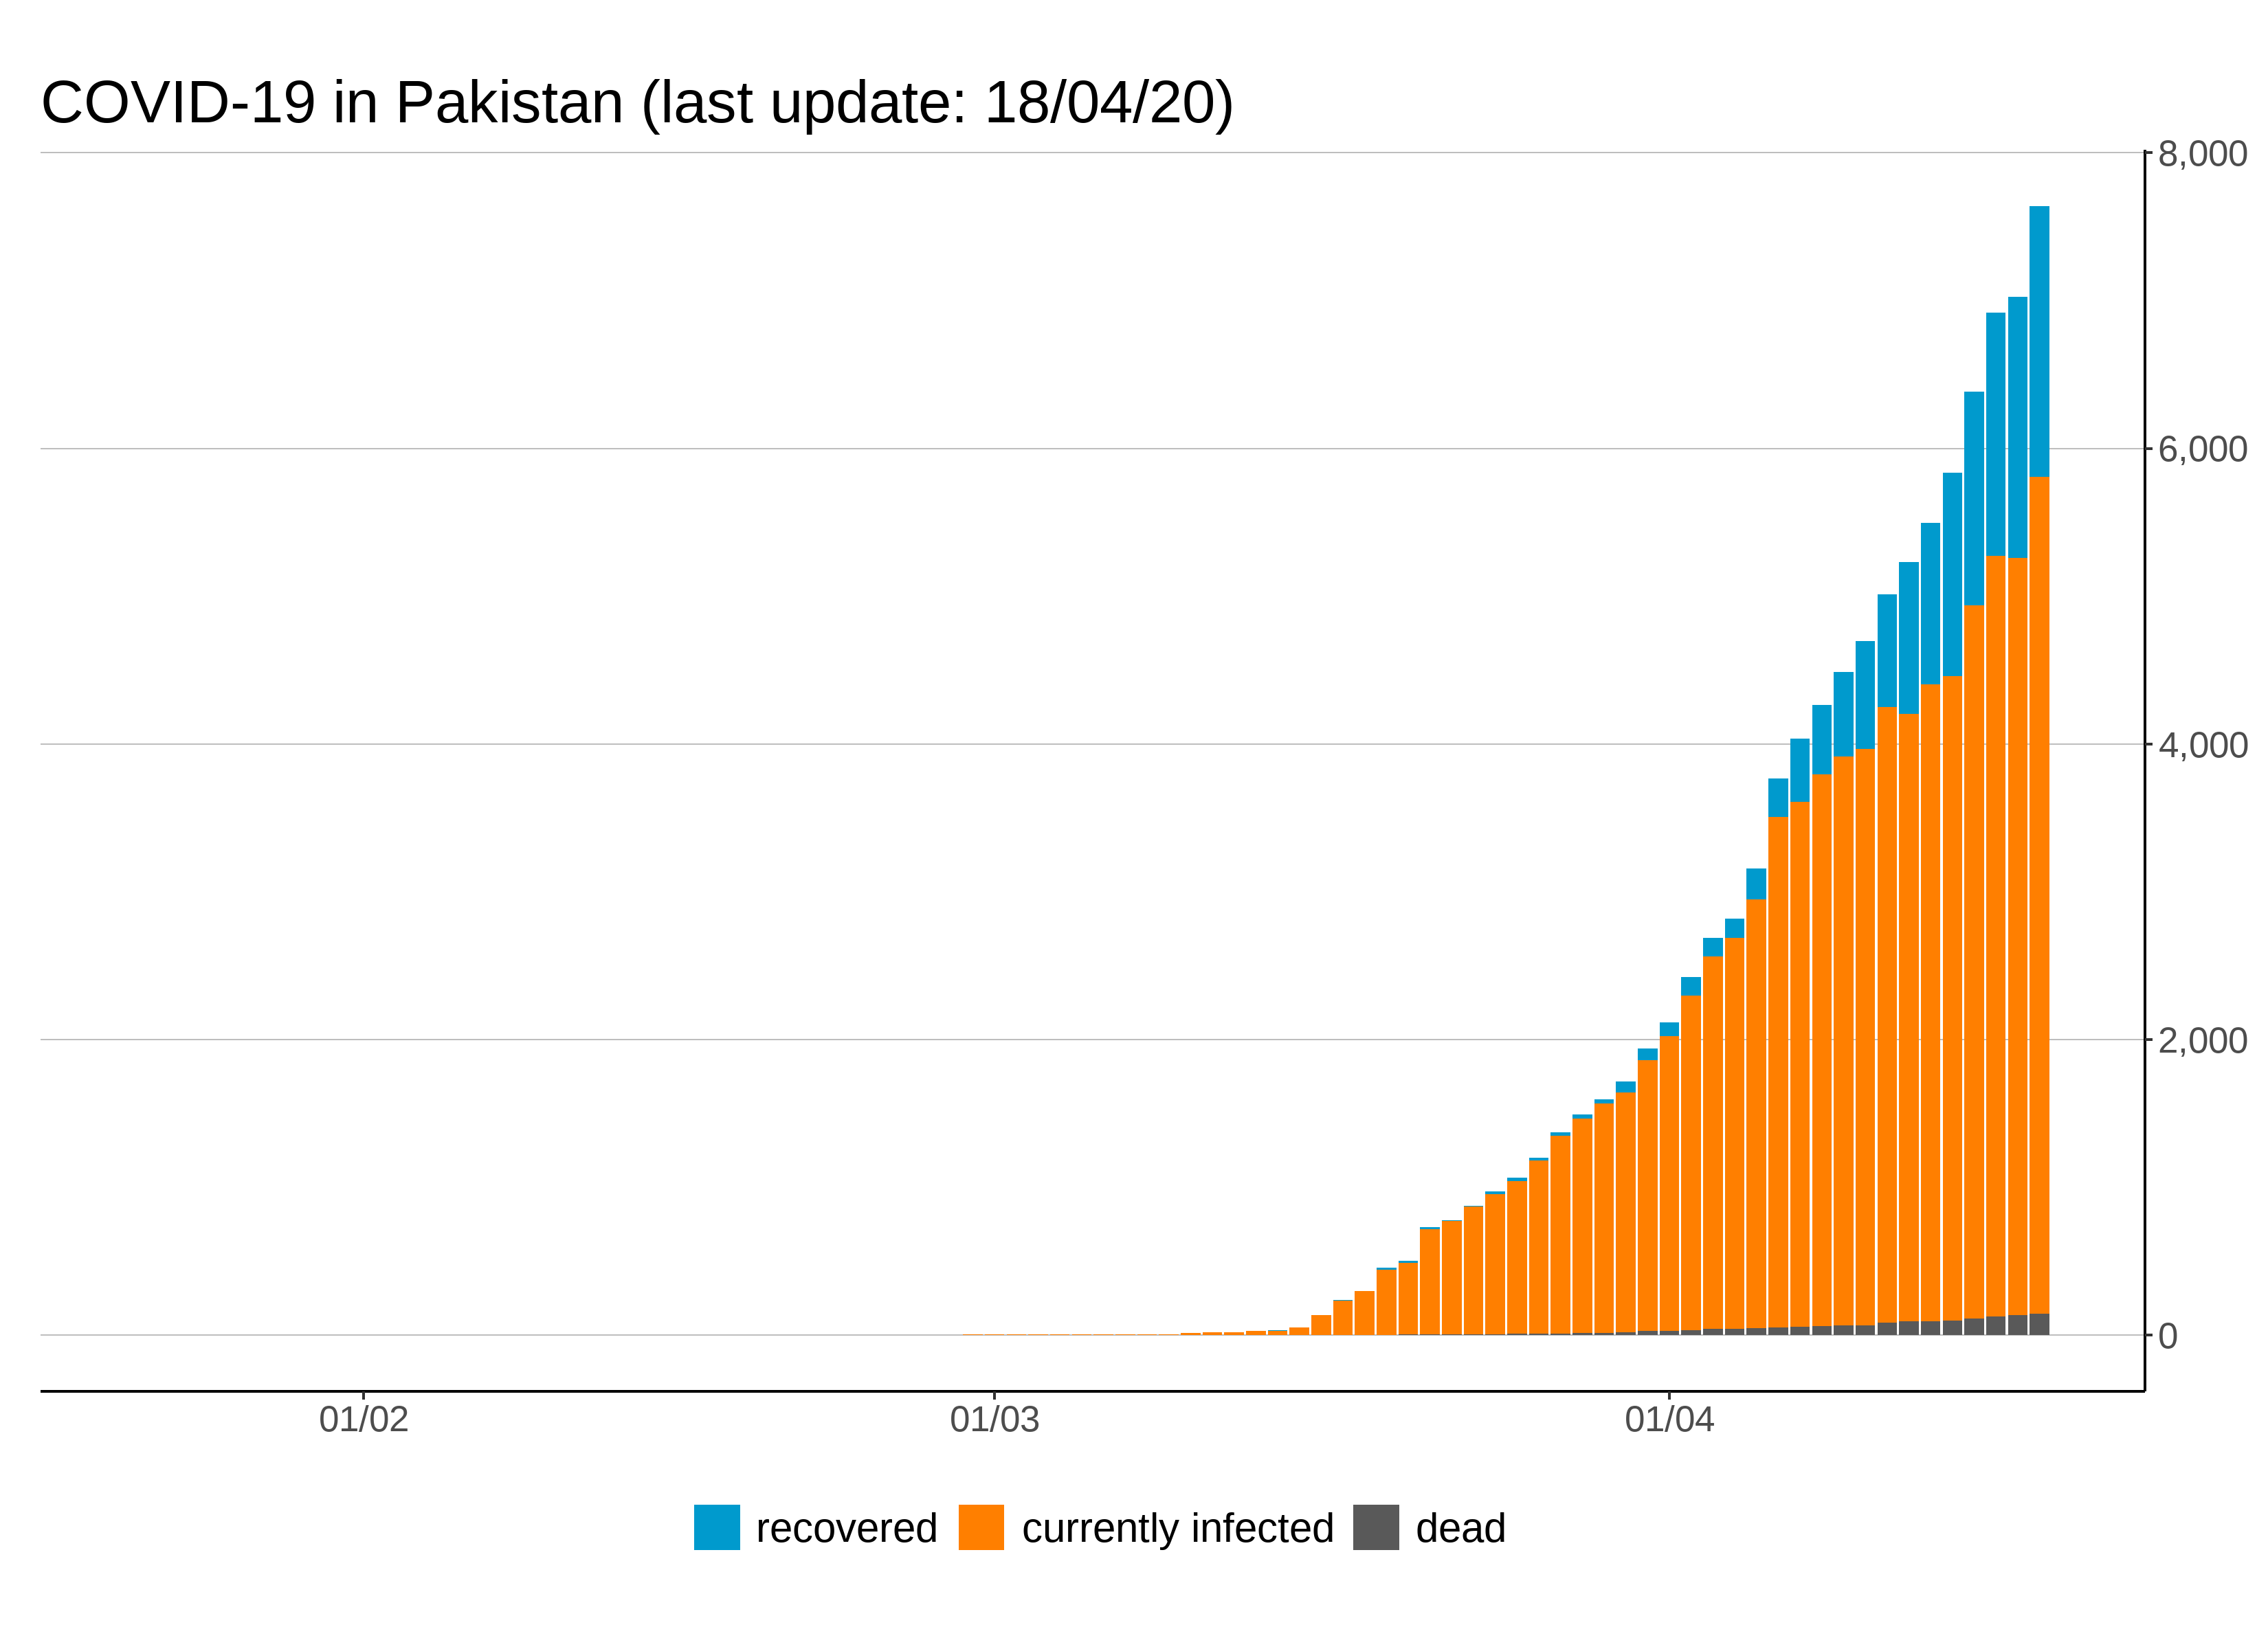 COVID-19 in Pakistan (last update: 18/04/20)
8,000
6,000
4,000
2,000
0
01/02 01/03 01/04
recovered currently infected dead